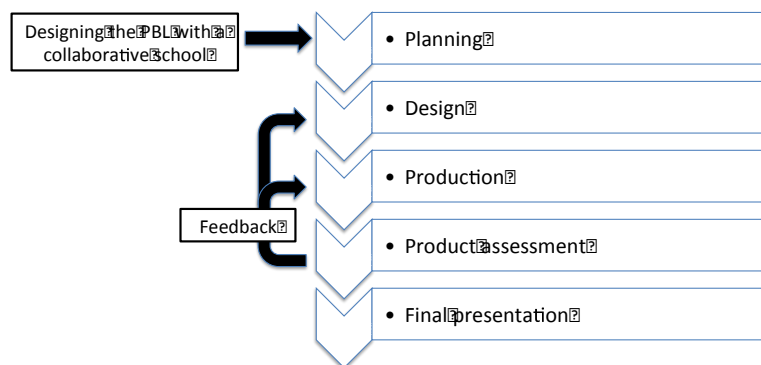 Designing the PBL with a
collaborative school
• Planning
• Design
• Production
Feedback
• Product assessment
• Final presentation